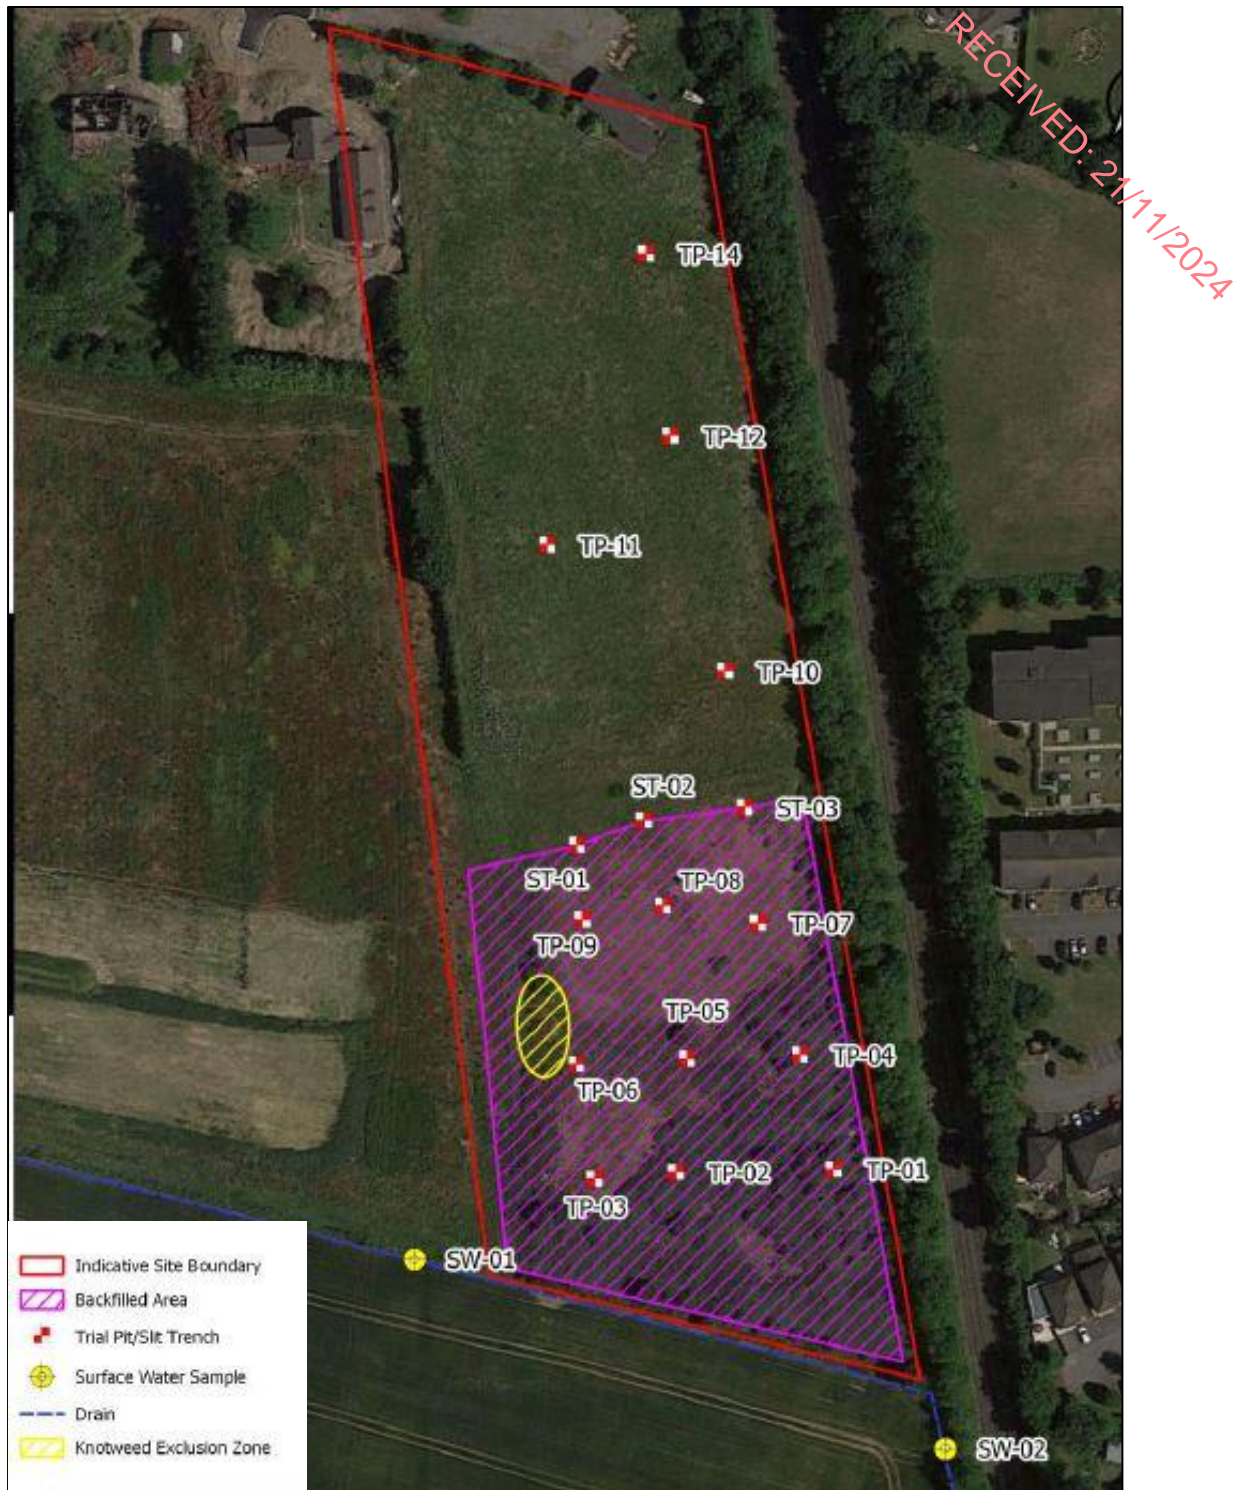 RECEIVED: 21/11/2024
TP-14
TP-12
TP-11
TP-10
ST-02
ST-03
ST-01
TP-08
TP-07
TP-09
TP-05
TP-04
TP-06
TP-02
TP-01
TP-03
SW-01
SW-02
Indicative Site Boundary
Backfilled Area
Trial Pit/Slit Trench
Surface Water Sample
Drain
Knotweed Exclusion Zone